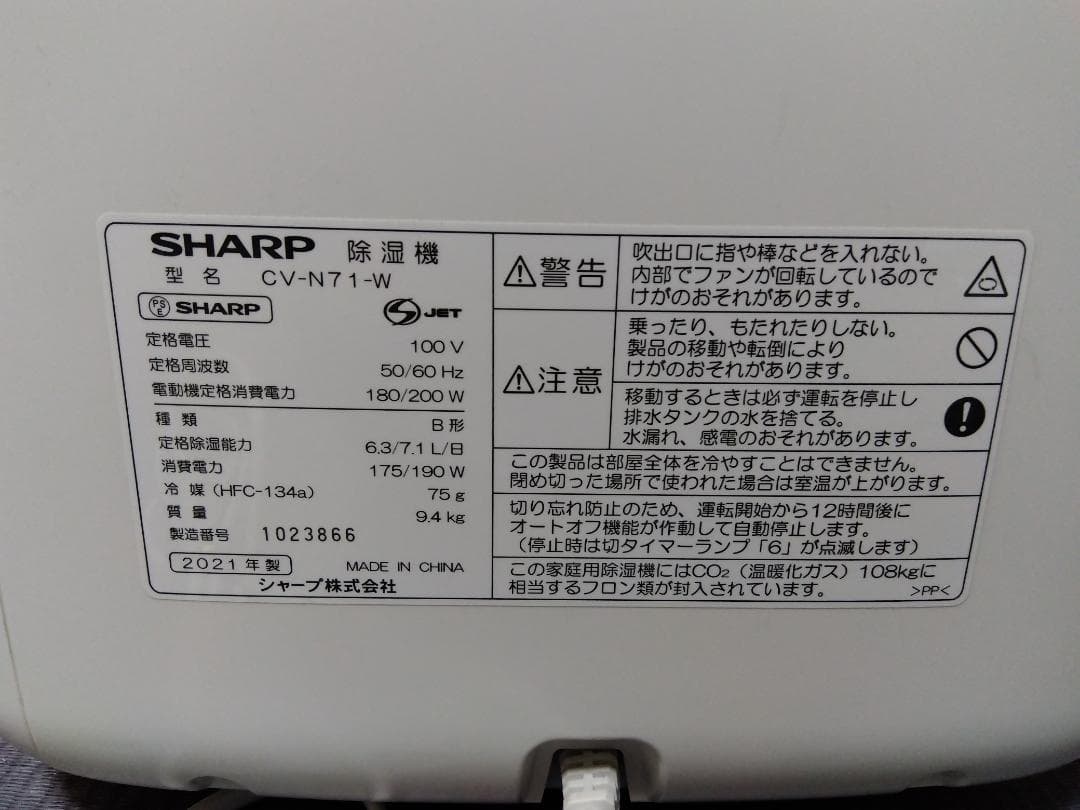 SHARP 除湿機
型名 CV-N71-W
PSE SHARP S JET
定格電圧 100 V
定格周波数 50/60 Hz
電動機定格消費電力 180/200 W
種類 B形
定格除湿能力 6.3/7.1 L/日
消費電力 175/190 W
冷媒(HFC-134a) 75 g
質量 9.4 kg
製造番号 1023866
2021年製 MADE IN CHINA
シャープ株式会社
警告
吹出口に指や棒などを入れない。
内部でファンが回転しているので
けがのおそれがあります。
注意
乗ったり、もたれたりしない。
製品の移動や転倒により
けがのおそれがあります。
移動するときは必ず運転を停止し
排水タンクの水を捨てる。
水漏れ、感電のおそれがあります。
この製品は部屋全体を冷やすことはできません。
閉め切った場所で使われた場合は室温が上がります。
切り忘れ防止のため、運転開始から12時間後に
オートオフ機能が作動して自動停止します。
(停止時は切タイマーランプ「6」が点滅します)
この家庭用除湿機にはCO₂(温暖化ガス)108kgに
相当するフロン類が封入されています。
>PP<